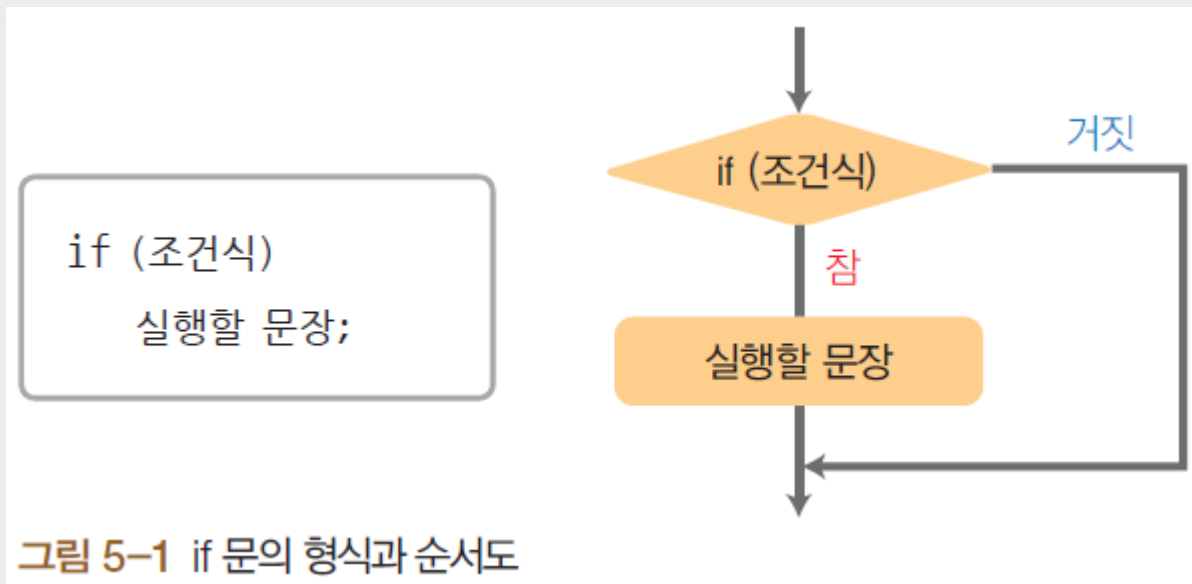 if (조건식)
실행할 문장;
if (조건식)
거짓
참
실행할 문장
그림 5-1 if 문의 형식과 순서도